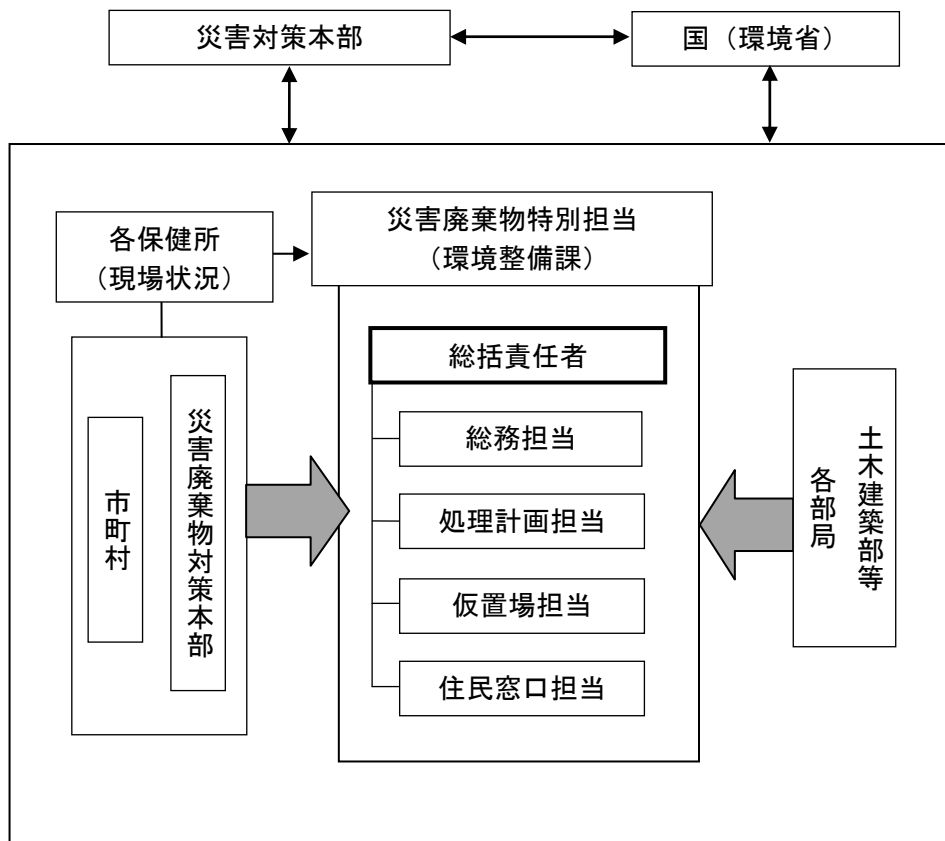 災害対策本部
国（環境省）
各保健所
（現場状況）
災害廃棄物特別担当
（環境整備課）
総括責任者
総務担当
処理計画担当
仮置場担当
住民窓口担当
市町村
災害廃棄物対策本部
土木建築部等
各部局